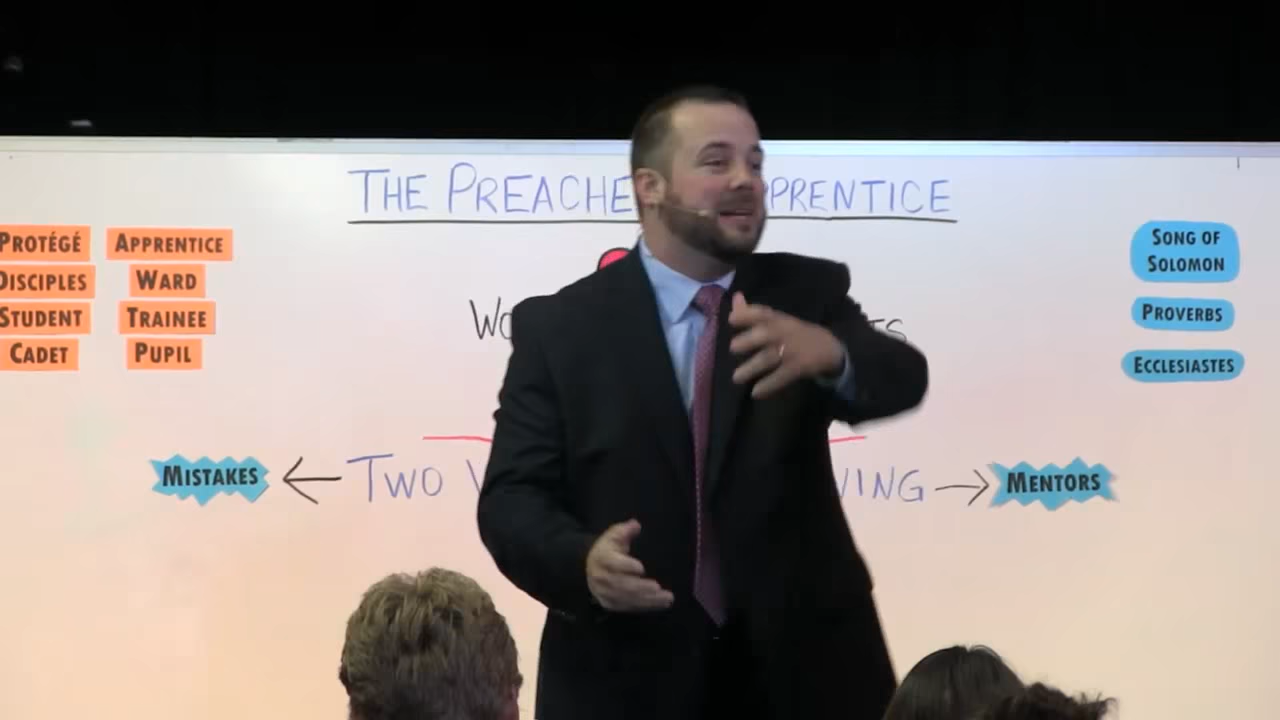 THE PREACHE PRENTICE
PROTÉGÉ APPRENTICE
DISCIPLES WARD
STUDENT TRAINEE
CADET PUPIL
SONG OF
SOLOMON
PROVERBS
ECCLESIASTES
MISTAKES TWO MENTORS